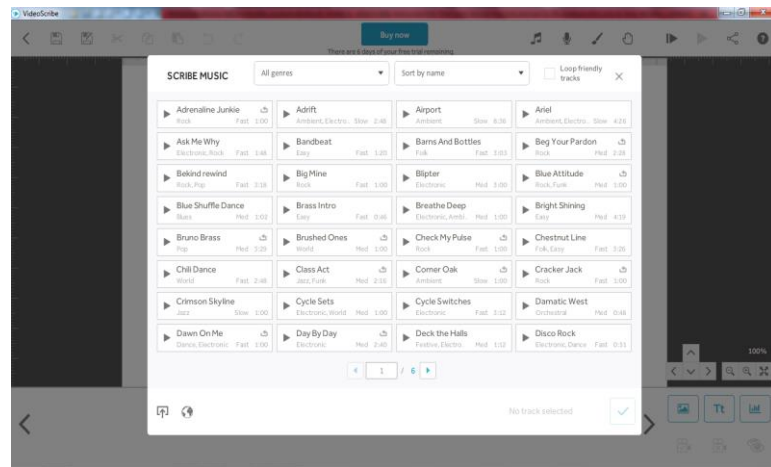 VideoScribe
Buy now
There are 6 days of your free trial remaining
SCRIBE MUSIC
All genres
Sort by name
Loop friendly
tracks
Adrenaline Junkie
Rock Fast 1:00
Adrift
Ambient, Electro. Slow 2:48
Airport
Ambient Slow 6:36
Ariel
Ambient, Electro. Slow 4:26
Ask Me Why
Electronic, Rock Fast 1:48
Bandbeat
Easy Fast 1:20
Barns And Bottles
Folk Fast 3:03
Beg Your Pardon
Rock Med 2:28
Bekind rewind
Rock, Pop Fast 2:18
Big Mine
Rock Fast 1:00
Blipter
Electronic Med 3:00
Blue Attitude
Rock, Funk Med 1:00
Blue Shuffle Dance
Blues Med 1:02
Brass Intro
Easy Fast 0:46
Breathe Deep
Electronic, Ambi. Med 1:00
Bright Shining
Easy Med 4:19
Bruno Brass
Pop Med 3:29
Brushed Ones
World Med 1:00
Check My Pulse
Rock Fast 1:00
Chestnut Line
Folk, Easy Fast 3:26
Chili Dance
World Fast 2:48
Class Act
Jazz, Funk Med 2:26
Corner Oak
Ambient Slow 1:00
Cracker Jack
Rock Fast 1:00
Crimson Skyline
Jazz Slow 1:00
Cycle Sets
Electronic, World Med 1:00
Cycle Switches
Electronic Fast 3:12
Damatic West
Orchestral Med 0:48
Dawn On Me
Dance, Electronic Fast 1:00
Day By Day
Electronic Med 2:40
Deck the Halls
Festive, Electro. Med 1:02
Disco Rock
Electronic, Dance Fast 0:31
1 / 6
100%
No track selected
Tt